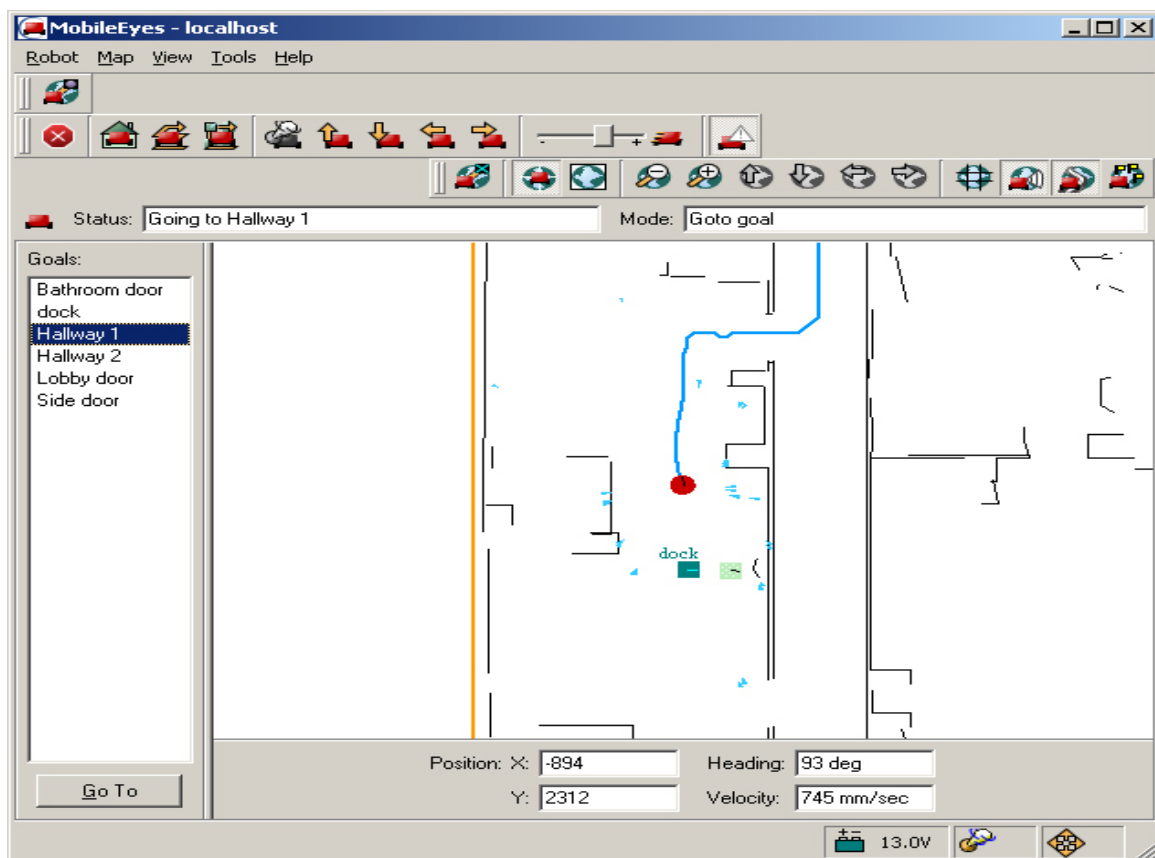 MobileEyes - localhost
Robot Map View Tools Help
- +
Status: Going to Hallway 1 Mode: Goto goal
Goals:
Bathroom door
dock
Hallway 1
Hallway 2
Lobby door
Side door
dock
Position: X: -894 Heading: 93 deg
Go To
Y: 2312 Velocity: 745 mm/sec
13.0V